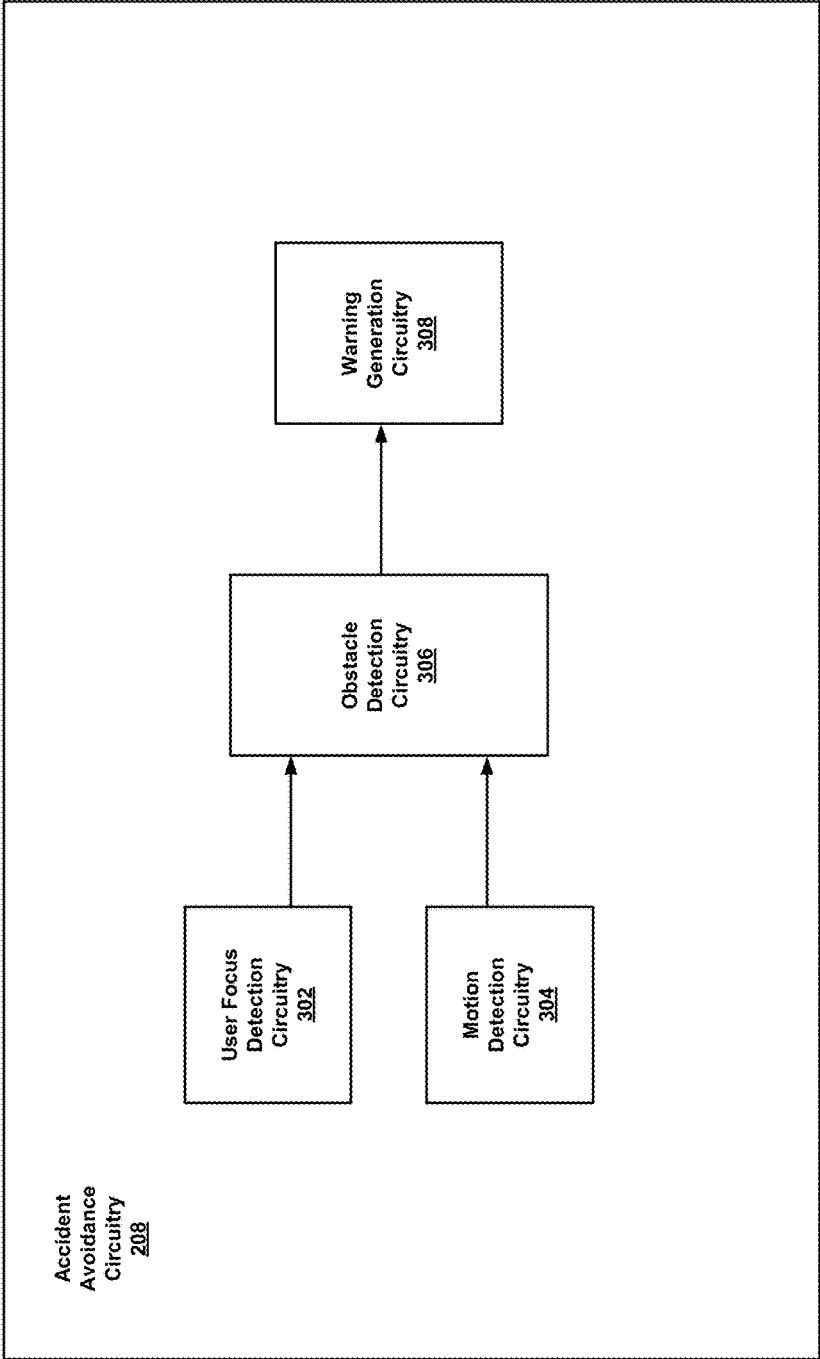 Accident
Avoidance
Circuitry
208
User Focus
Detection
Circuitry
302
Motion
Detection
Circuitry
304
Obstacle
Detection
Circuitry
306
Warning
Generation
Circuitry
308